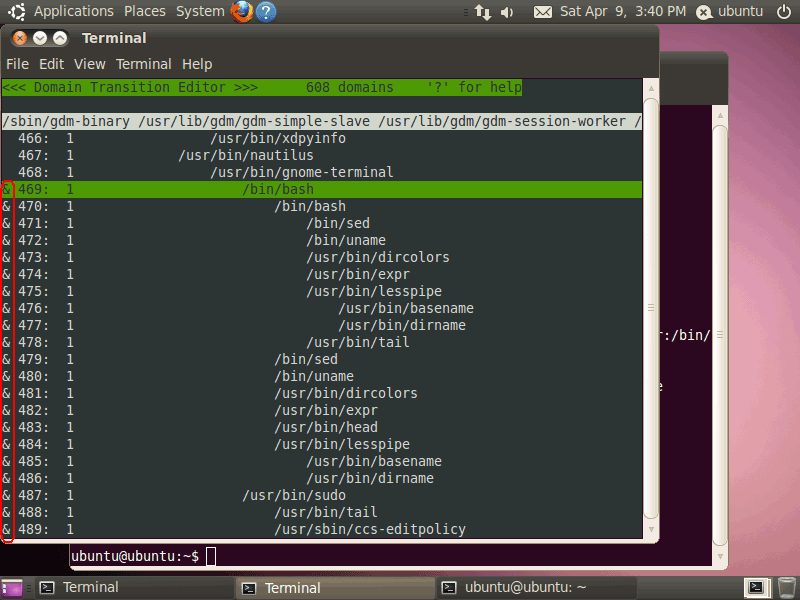 Applications Places System ? Sat Apr 9, 3:40 PM ubuntu
Terminal
File Edit View Terminal Help
<<< Domain Transition Editor >>> 608 domains '?' for help
/sbin/gdm-binary /usr/lib/gdm/gdm-simple-slave /usr/lib/gdm/gdm-session-worker /
466: 1 /usr/bin/xdpyinfo
467: 1 /usr/bin/nautilus
468: 1 /usr/bin/gnome-terminal
& 469: 1 /bin/bash
& 470: 1 /bin/bash
& 471: 1 /bin/sed
& 472: 1 /bin/uname
& 473: 1 /usr/bin/dircolors
& 474: 1 /usr/bin/expr
& 475: 1 /usr/bin/lesspipe
& 476: 1 /usr/bin/basename
& 477: 1 /usr/bin/dirname
& 478: 1 /usr/bin/tail
& 479: 1 /bin/sed
& 480: 1 /bin/uname
& 481: 1 /usr/bin/dircolors
& 482: 1 /usr/bin/expr
& 483: 1 /usr/bin/head
& 484: 1 /usr/bin/lesspipe
& 485: 1 /usr/bin/basename
& 486: 1 /usr/bin/dirname
& 487: 1 /usr/bin/sudo
& 488: 1 /usr/bin/tail
& 489: 1 /usr/sbin/ccs-editpolicy
r:/bin/
ubuntu@ubuntu:~$
Terminal Terminal ubuntu@ubuntu: ~